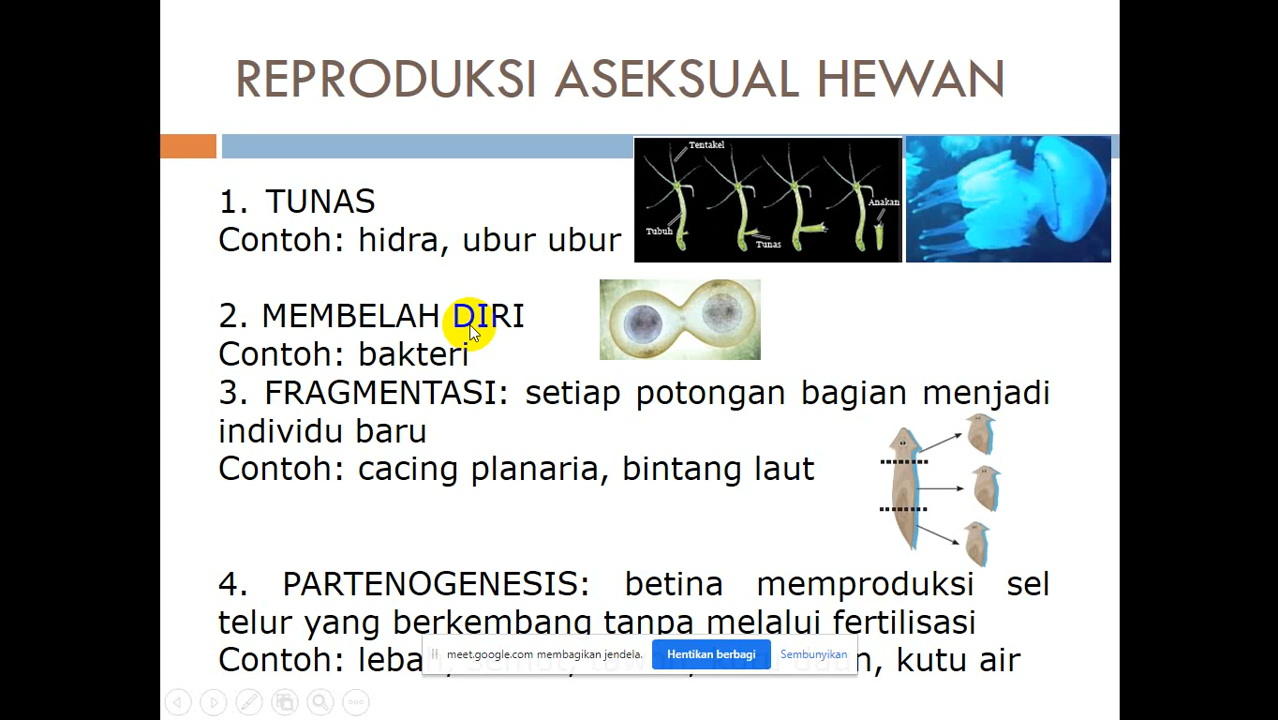 REPRODUKSI ASEKSUAL HEWAN
Tentakel
Tubuh
Tunas
Anakan
1. TUNAS
Contoh: hidra, ubur ubur
2. MEMBELAH DIRI
Contoh: bakteri
3. FRAGMENTASI: setiap potongan bagian menjadi
individu baru
Contoh: cacing planaria, bintang laut
4. PARTENOGENESIS: betina memproduksi sel
telur yang berkembang tanpa melalui fertilisasi
Contoh: kutu air
meet.google.com membagikan jendela.
Hentikan berbagi
Sembunyikan